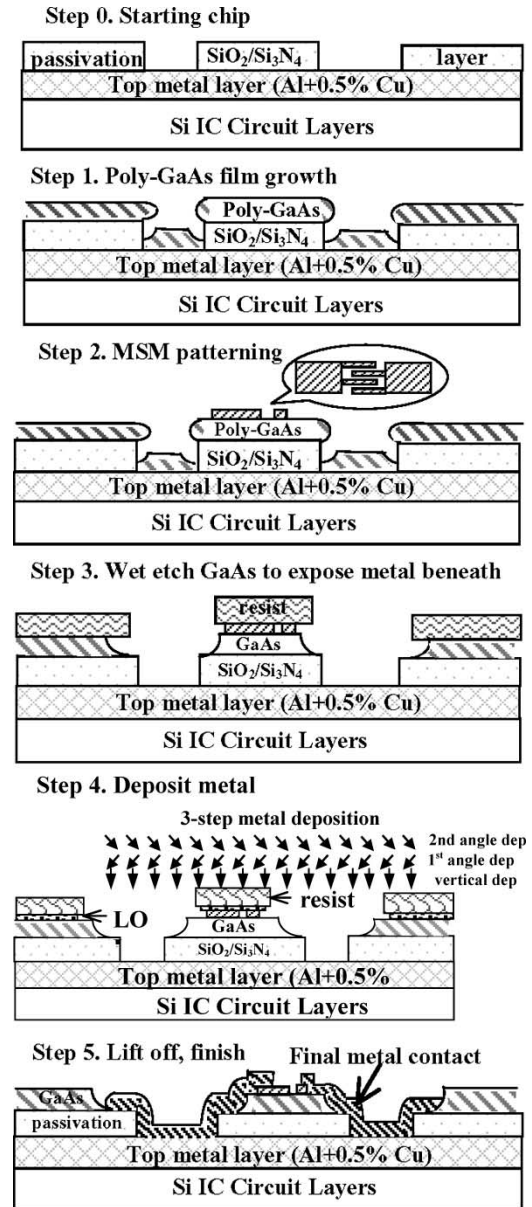 Step 0. Starting chip
passivation SiO₂/Si₃N₄ layer
Top metal layer (Al+0.5% Cu)
Si IC Circuit Layers
Step 1. Poly-GaAs film growth
Poly-GaAs
SiO₂/Si₃N₄
Top metal layer (Al+0.5% Cu)
Si IC Circuit Layers
Step 2. MSM patterning
Poly-GaAs
SiO₂/Si₃N₄
Top metal layer (Al+0.5% Cu)
Si IC Circuit Layers
Step 3. Wet etch GaAs to expose metal beneath
resist
GaAs
SiO₂/Si₃N₄
Top metal layer (Al+0.5% Cu)
Si IC Circuit Layers
Step 4. Deposit metal
3-step metal deposition
2nd angle dep
1st angle dep
vertical dep
resist
LO
GaAs
SiO₂/Si₃N₄
Top metal layer (Al+0.5%
Si IC Circuit Layers
Step 5. Lift off, finish
Final metal contact
GaAs
passivation
Top metal layer (Al+0.5% Cu)
Si IC Circuit Layers